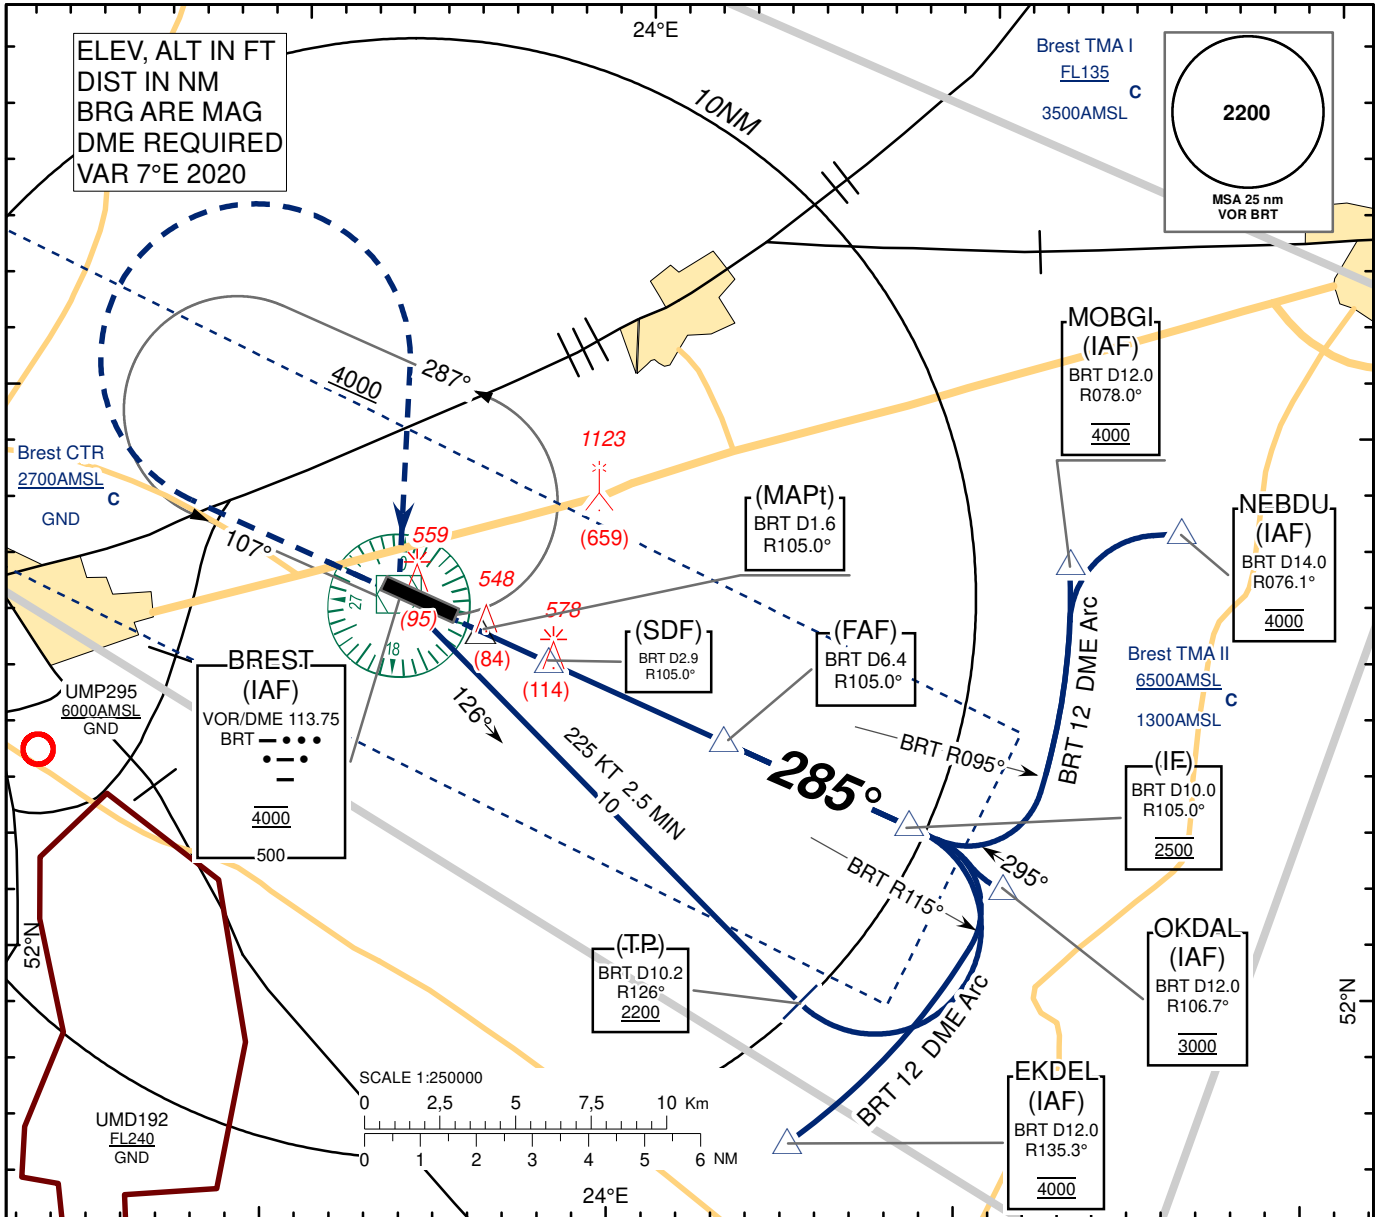 24°E
ELEV, ALT IN FT
DIST IN NM
BRG ARE MAG
DME REQUIRED
VAR 7°E 2020
10NM
Brest TMA I
FL135
C
3500AMSL
2200
MSA 25 nm
VOR BRT
MOBGI
(IAF)
BRT D12.0
R078.0°
4000
287°
4000
1123
(659)
Brest CTR
2700AMSL
C
GND
(MAPt)
BRT D1.6
R105.0°
NEBDU
(IAF)
BRT D14.0
R076.1°
4000
107°
559
548
578
(95)
(84)
(114)
27
18
(SDF)
BRT D2.9
R105.0°
(FAF)
BRT D6.4
R105.0°
BRT 12 DME Arc
Brest TMA II
6500AMSL
C
1300AMSL
UMP295
6000AMSL
GND
BREST
(IAF)
VOR/DME 113.75
BRT
4000
500
126°
225 KT 2.5 MIN
10
285°
BRT R095°
(IF)
BRT D10.0
R105.0°
2500
295°
BRT R115°
OKDAL
(IAF)
BRT D12.0
R106.7°
3000
52°N
(TP)
BRT D10.2
R126°
2200
52°N
BRT 12 DME Arc
EKDEL
(IAF)
BRT D12.0
R135.3°
4000
SCALE 1:250000
0 2,5 5 7,5 10 Km
0 1 2 3 4 5 6 NM
UMD192
FL240
GND
24°E